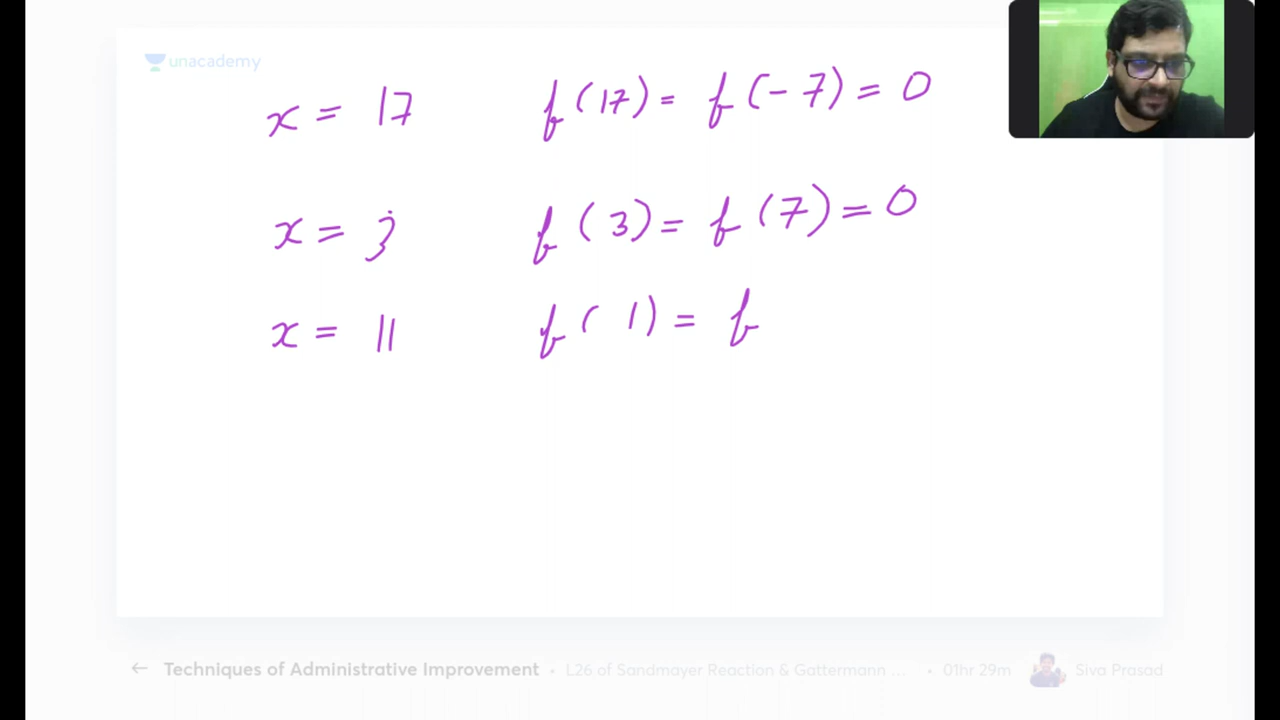 unacademy
x = 17 f(17) = f(-7) = 0
x = 3 f(3) = f(7) = 0
x = 11 f( 1) = f
← Techniques of Administrative Improvement • L26 of Sandmayer Reaction & Gattermann ... • 01hr 29m Siva Prasad